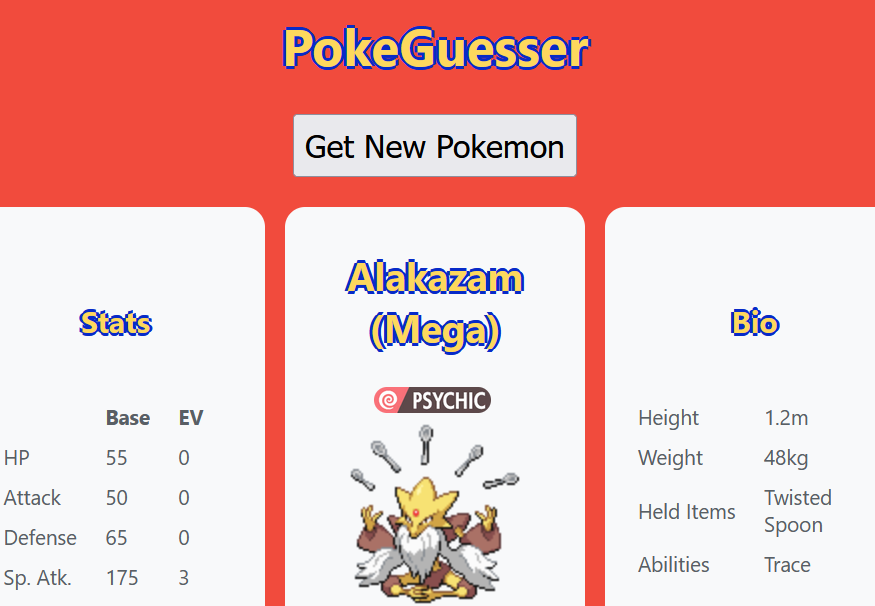 PokeGuesser
Get New Pokemon
Stats
Base EV
HP 55 0
Attack 50 0
Defense 65 0
Sp. Atk. 175 3
Alakazam
(Mega)
PSYCHIC
Bio
Height 1.2m
Weight 48kg
Held Items Twisted
Spoon
Abilities Trace